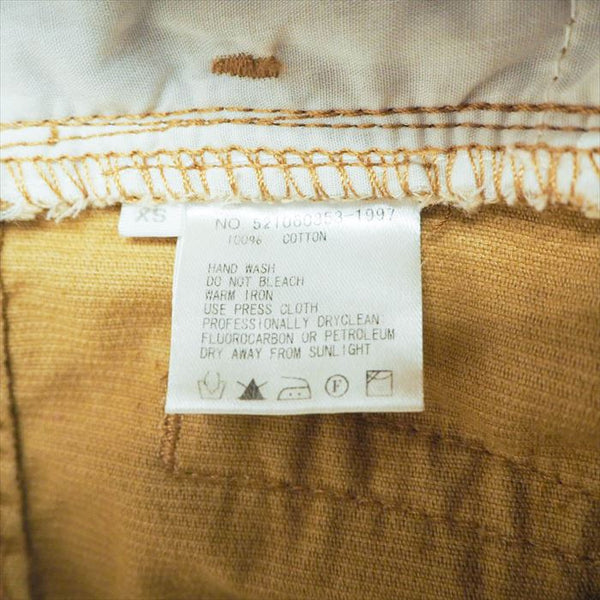 XS
NO. 521060353-1997
100% COTTON
HAND WASH
DO NOT BLEACH
WARM IRON
USE PRESS CLOTH
PROFESSIONALLY DRYCLEAN
FLUOROCARBON OR PETROLEUM
DRY AWAY FROM SUNLIGHT
F